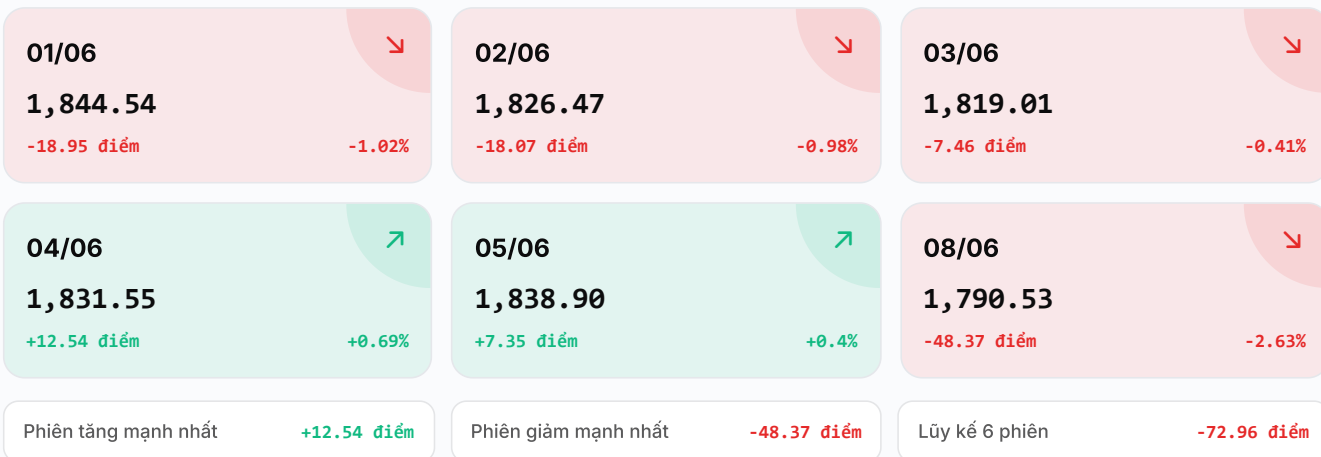 01/06
1,844.54
-18.95 điểm -1.02%
02/06
1,826.47
-18.07 điểm -0.98%
03/06
1,819.01
-7.46 điểm -0.41%
04/06
1,831.55
+12.54 điểm +0.69%
05/06
1,838.90
+7.35 điểm +0.4%
08/06
1,790.53
-48.37 điểm -2.63%
Phiên tăng mạnh nhất +12.54 điểm
Phiên giảm mạnh nhất -48.37 điểm
Lũy kế 6 phiên -72.96 điểm